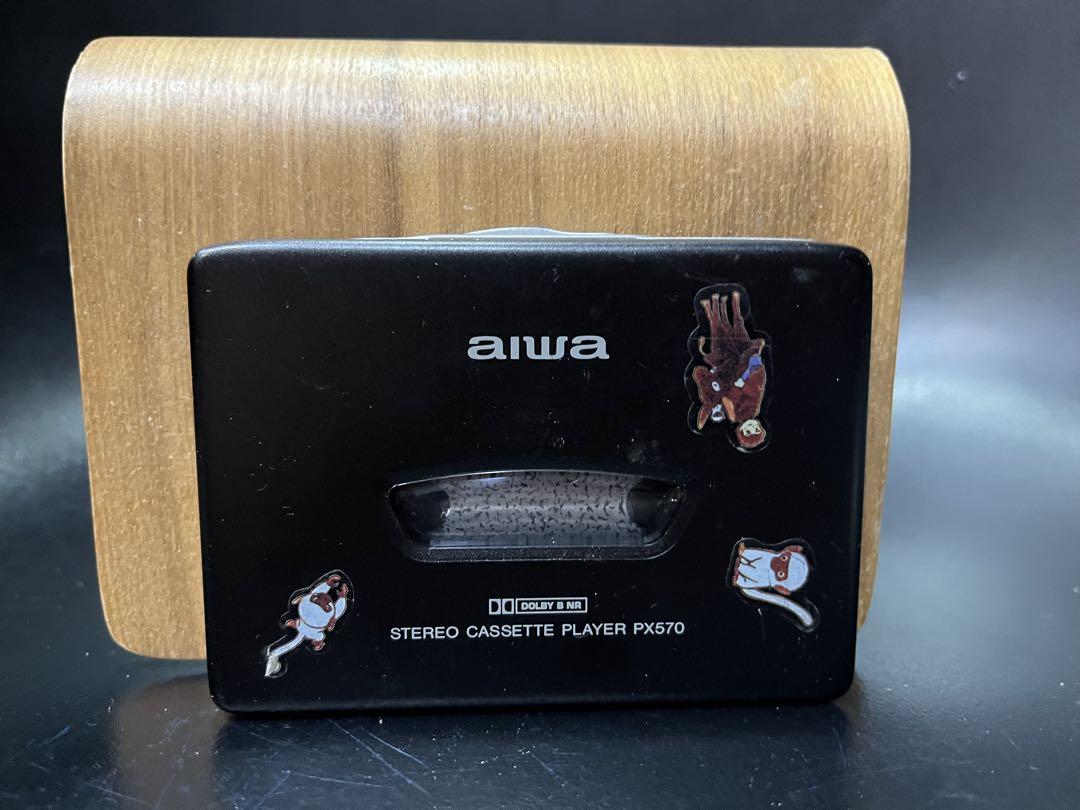 aiwa
DOLBY B NR
STEREO CASSETTE PLAYER PX570